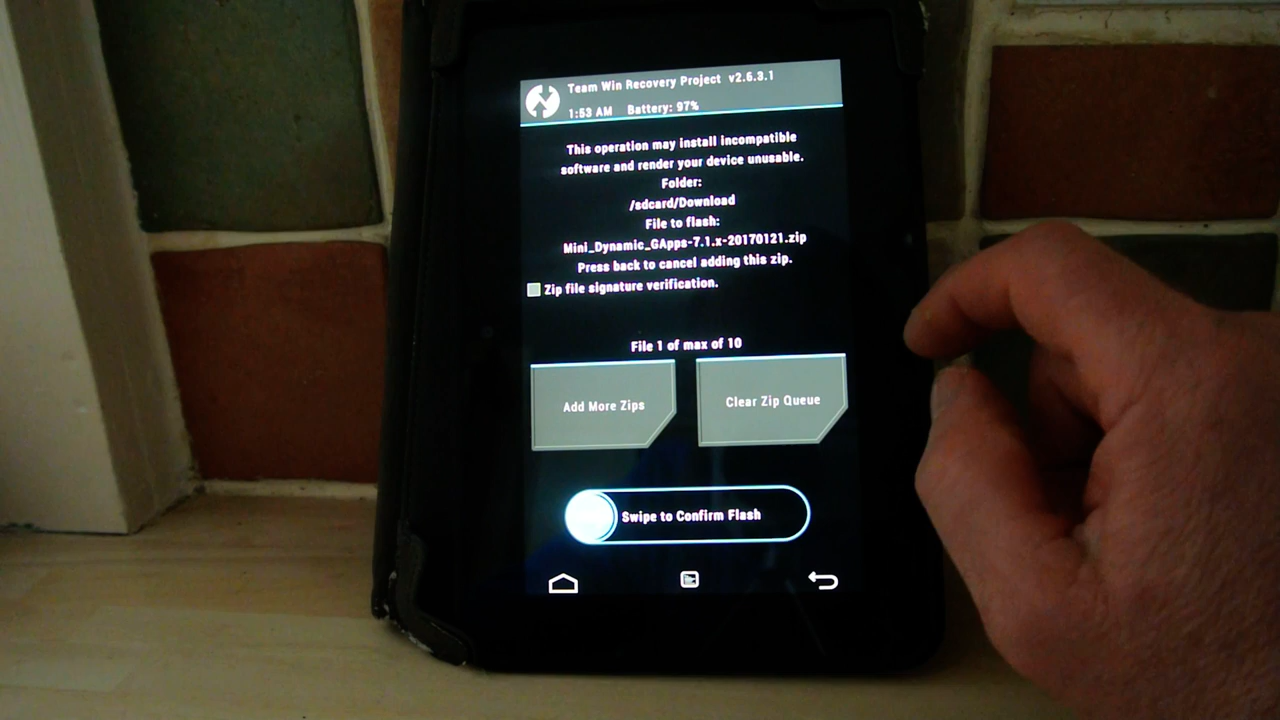 Team Win Recovery Project v2.6.3.1
1:53 AM Battery: 97%
This operation may install incompatible
software and render your device unusable.
Folder:
/sdcard/Download
File to flash:
Mini_Dynamic_GApps-7.1.x-20170121.zip
Press back to cancel adding this zip.
Zip file signature verification.
File 1 of max of 10
Add More Zips
Clear Zip Queue
Swipe to Confirm Flash